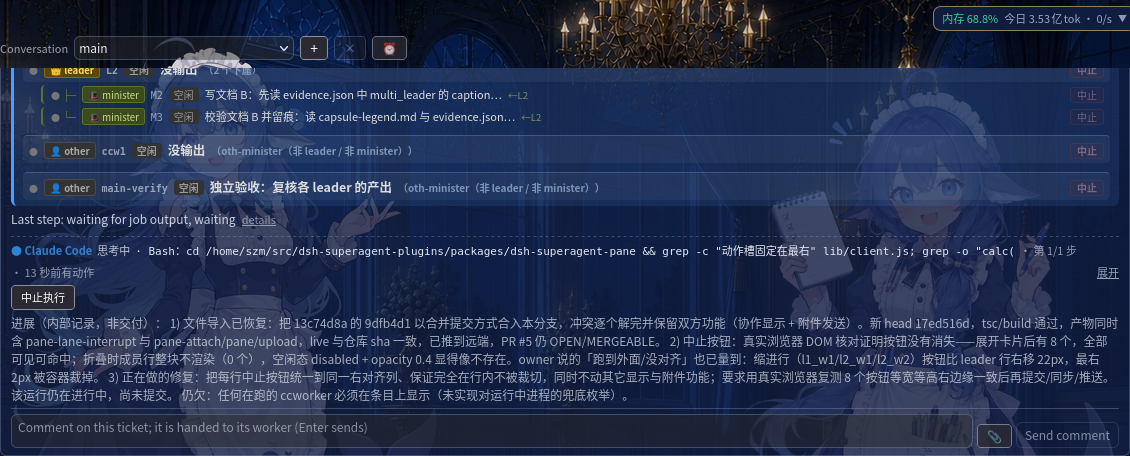 内存 68.8% 今日 3.53亿 tok · 0/s ▼
Conversation main + × ⏰
leader L2 空闲 没输出 （2 个下属） 中止
minister M2 空闲 写文档 B：先读 evidence.json 中 multi_leader 的 caption… ←L2 中止
minister M3 空闲 校验文档 B 并留痕：读 capsule-legend.md 与 evidence.json… ←L2 中止
other ccw1 空闲 没输出 （oth-minister（非 leader / 非 minister）） 中止
other main-verify 空闲 独立验收：复核各 leader 的产出 （oth-minister（非 leader / 非 minister）） 中止
Last step: waiting for job output, waiting details
Claude Code 思考中 · Bash: cd /home/szm/src/dsh-superagent-plugins/packages/dsh-superagent-pane && grep -c "动作槽固定在最右" lib/client.js; grep -o "calc( · 第 1/1 步
· 13 秒前有动作 展开
中止执行
进展（内部记录，非交付）： 1) 文件导入已恢复：把 13c74d8a 的 9dfb4d1 以合并提交方式合入本分支，冲突逐个解完并保留双方功能（协作显示 + 附件发送）。新 head 17ed516d，tsc/build 通过，产物同时
含 pane-lane-interrupt 与 pane-attach/pane/upload，live 与仓库 sha 一致，已推到远端，PR #5 仍 OPEN/MERGEABLE。 2) 中止按钮：真实浏览器 DOM 核对证明按钮没有消失——展开卡片后有 8 个，全部
可见可命中；折叠时成员行整块不渲染（0 个），空闲态 disabled + opacity 0.4 显得像不存在。owner 说的「跑到外面/没对齐」也已量到：缩进行（l1_w1/l2_w1/l2_w2）按钮比 leader 行右移 22px，最右
2px 被容器裁掉。 3) 正在做的修复：把每行中止按钮统一到同一右对齐列、保证完全在行内不被裁切，同时不动其它显示与附件功能；要求用真实浏览器复测 8 个按钮等宽等高右边缘一致后再提交/同步/推送。
该运行仍在进行中，尚未提交。 仍欠：任何在跑的 ccworker 必须在条目上显示（未实现对运行中进程的兜底枚举）。
Comment on this ticket; it is handed to its worker (Enter sends) Send comment